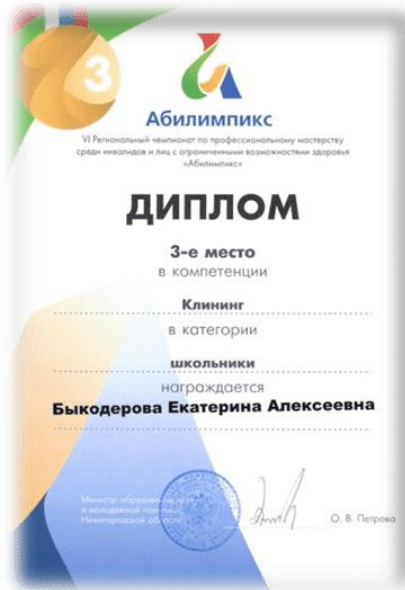 3
Абилимпикс
VI Региональный чемпионат по профессиональному мастерству
среди инвалидов и лиц с ограниченными возможностями здоровья
«Абилимпикс»
ДИПЛОМ
3-е место
в компетенции
Клининг
в категории
школьники
награждается
Быкодерова Екатерина Алексеевна
Министр образования
и молодежной
Нижегородской области
О. В. Петрова